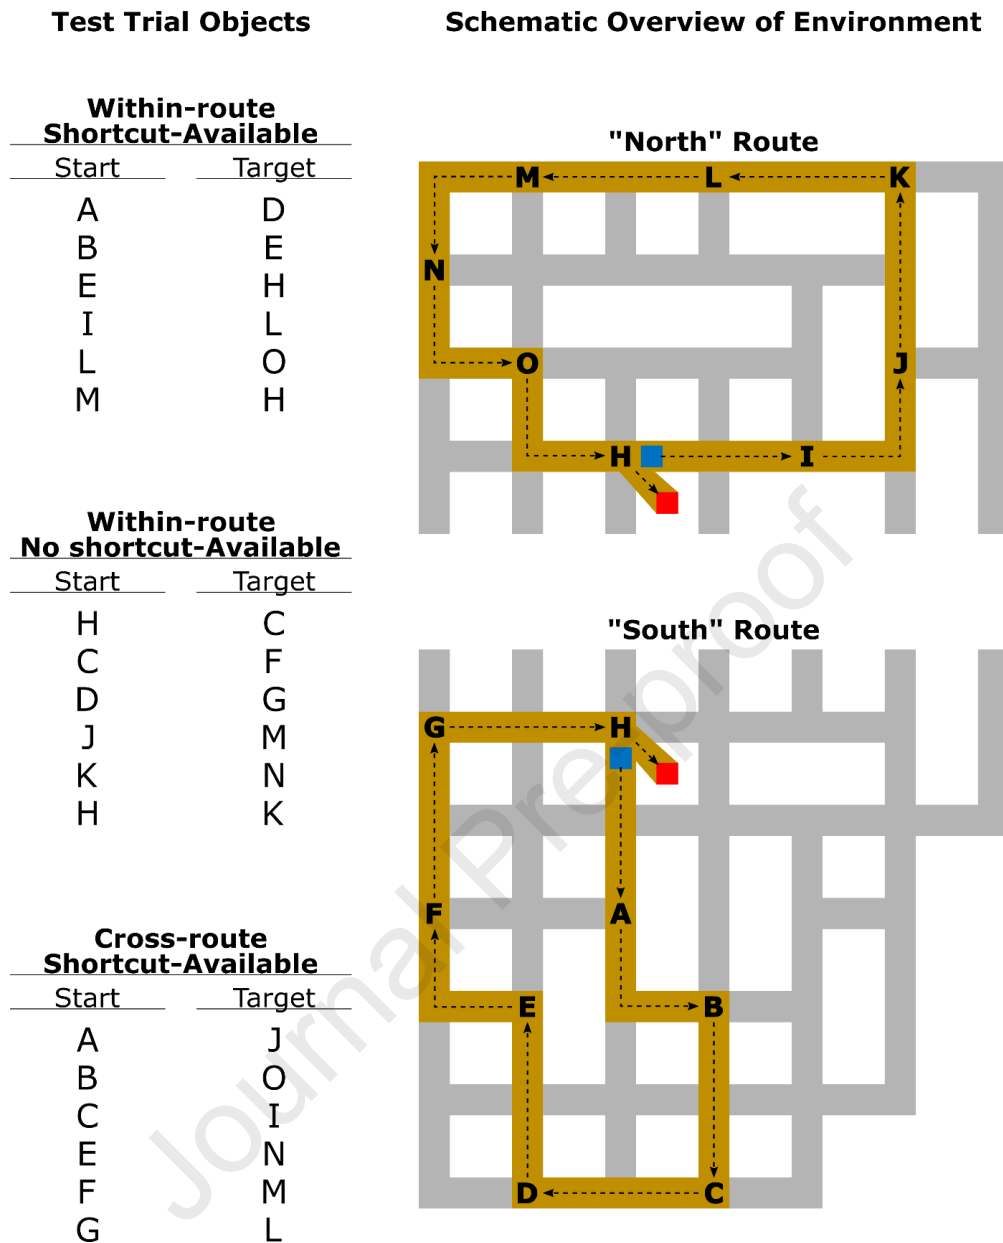 Test Trial Objects
Schematic Overview of Environment
Within-route
Shortcut-Available
Start Target
A D
B E
E H
I L
L O
M H
Within-route
No shortcut-Available
Start Target
H C
C F
D G
J M
K N
H K
Cross-route
Shortcut-Available
Start Target
A J
B O
C I
E N
F M
G L
"North" Route
M L K
N
O J
H I
"South" Route
G H
F A
E B
D C
Journal Pre-proof